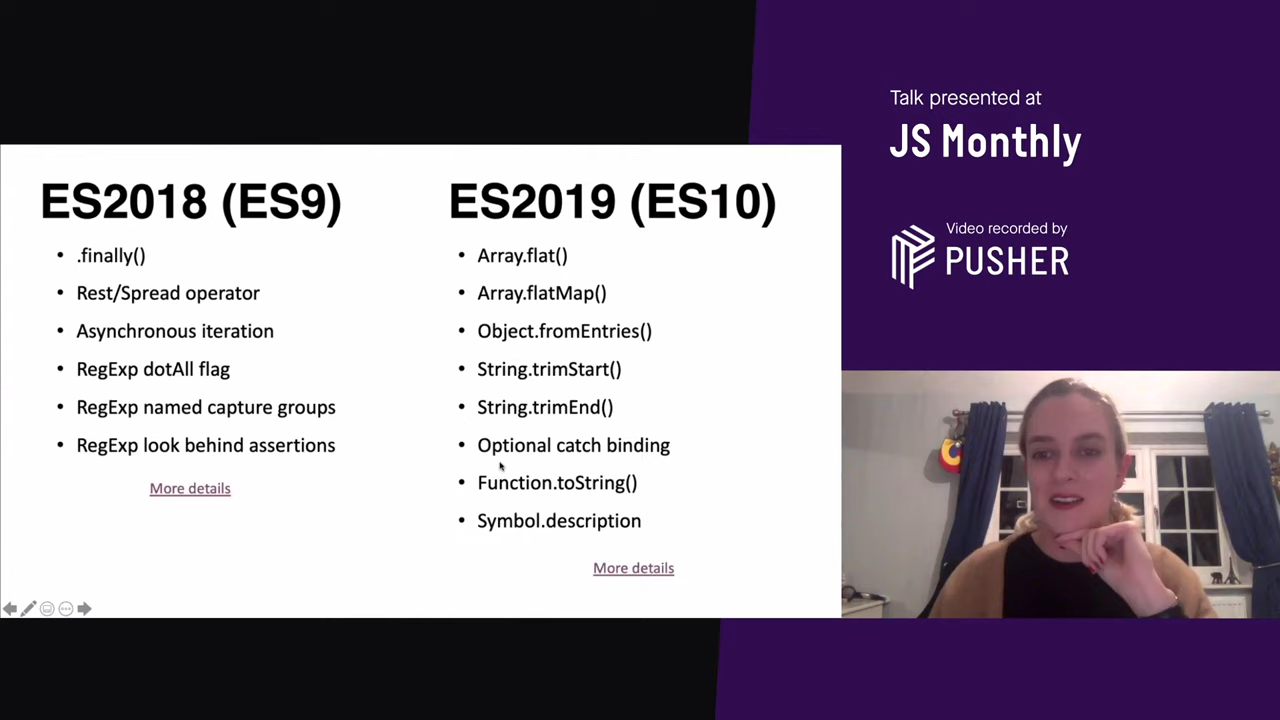 Talk presented at
JS Monthly
Video recorded by
PUSHER
ES2018 (ES9)
• .finally()
• Rest/Spread operator
• Asynchronous iteration
• RegExp dotAll flag
• RegExp named capture groups
• RegExp look behind assertions
More details
ES2019 (ES10)
• Array.flat()
• Array.flatMap()
• Object.fromEntries()
• String.trimStart()
• String.trimEnd()
• Optional catch binding
• Function.toString()
• Symbol.description
More details